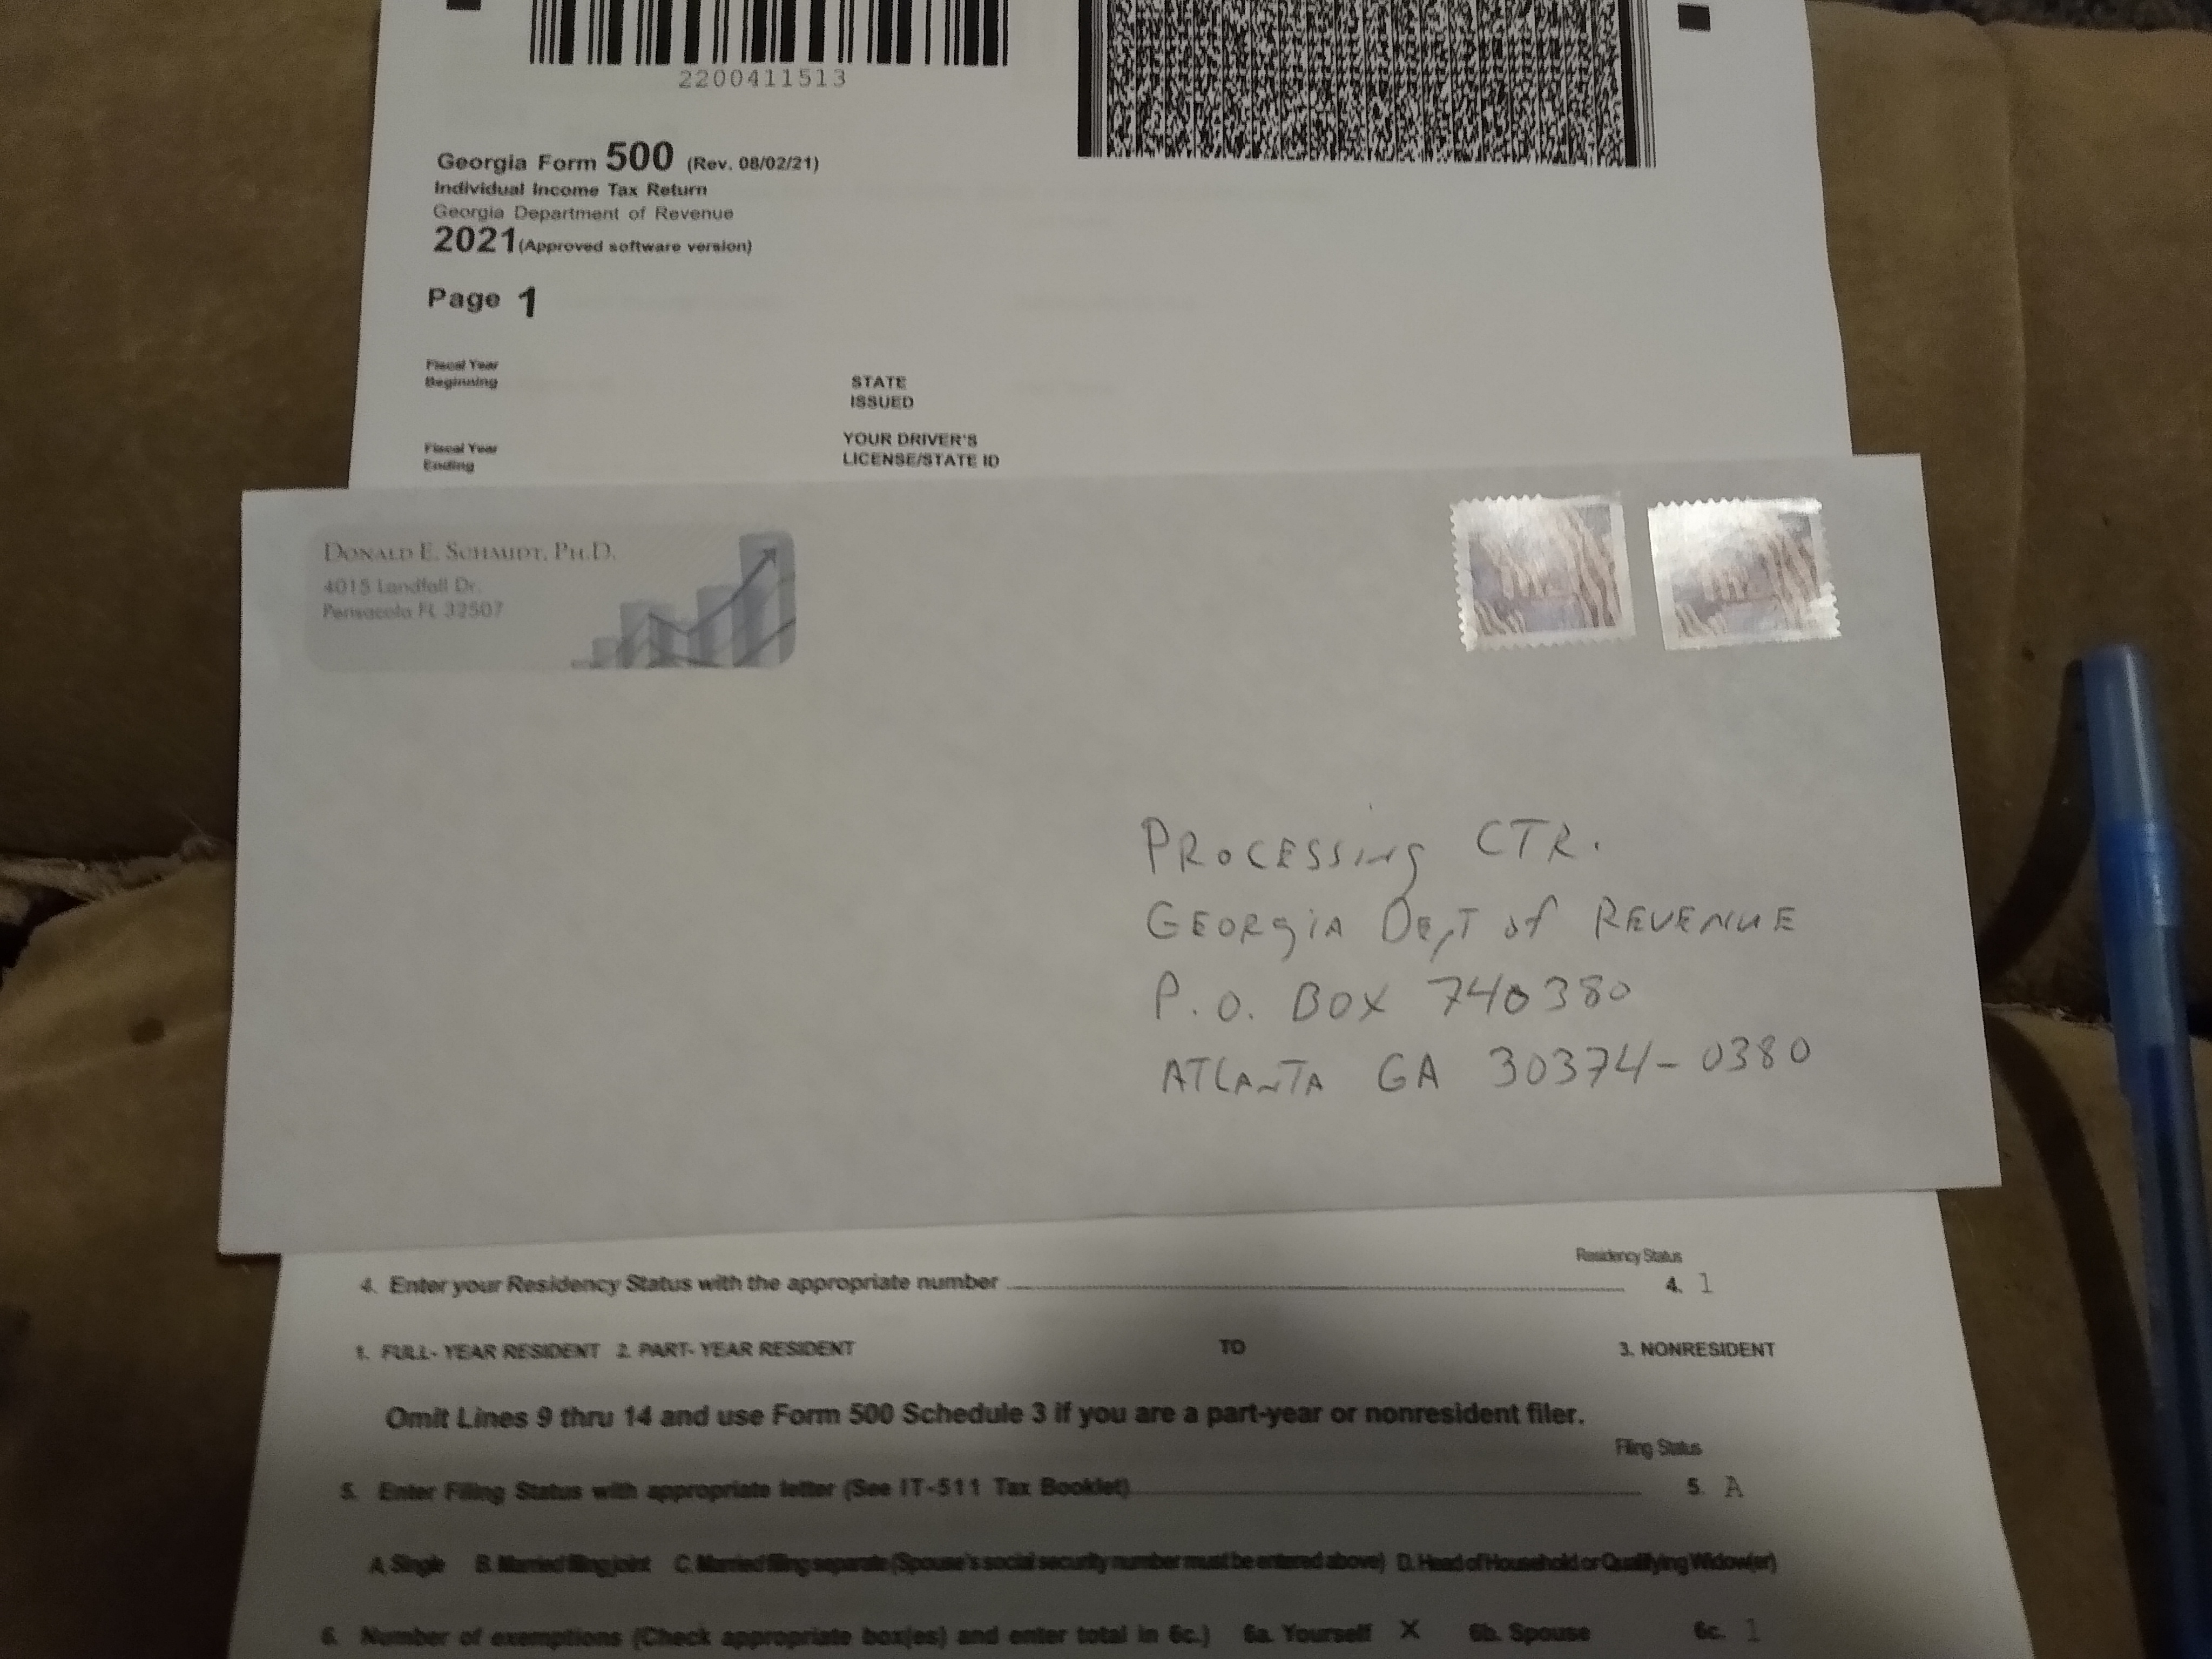 2200411513
Georgia Form 500 (Rev. 08/02/21)
Individual Income Tax Return
Georgia Department of Revenue
2021 (Approved software version)
Page 1
Fiscal Year
Beginning
STATE
ISSUED
Fiscal Year
Ending
YOUR DRIVER'S
LICENSE/STATE ID
DONALD E. SCHAUDT, PH.D.
4015 Landfall Dr.
Pensacola FL 32507
PROCESSING CTR.
GEORGIA DEPT of REVENUE
P.O. BOX 740380
ATLANTA GA 30374-0380
Residency Status
4. Enter your Residency Status with the appropriate number 4. 1
1. FULL- YEAR RESIDENT 2. PART- YEAR RESIDENT TO 3. NONRESIDENT
Omit Lines 9 thru 14 and use Form 500 Schedule 3 if you are a part-year or nonresident filer.
Filing Status
5. Enter Filing Status with appropriate letter (See IT-511 Tax Booklet) 5. A
A. Single B. Married filing joint C. Married filing separate (Spouse's social security number must be entered above) D. Head of Household or Qualifying Widow(er)
6. Number of exemptions (Check appropriate box(es) and enter total in 6c.) 6a. Yourself X 6b. Spouse 6c. 1